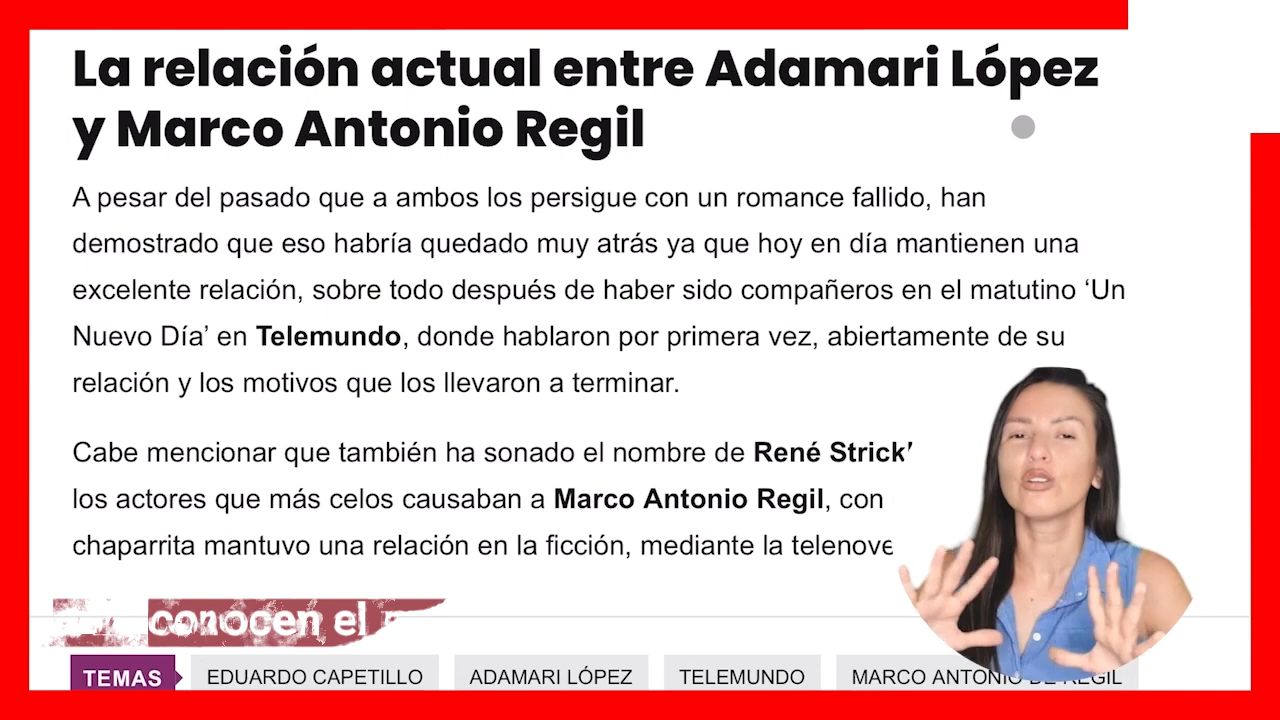 La relación actual entre Adamari López
y Marco Antonio Regil
A pesar del pasado que a ambos los persigue con un romance fallido, han
demostrado que eso habría quedado muy atrás ya que hoy en día mantienen una
excelente relación, sobre todo después de haber sido compañeros en el matutino ‘Un
Nuevo Día’ en Telemundo, donde hablaron por primera vez, abiertamente de su
relación y los motivos que los llevaron a terminar.
Cabe mencionar que también ha sonado el nombre de René
los actores que más celos causaban a Marco Antonio Regil, con
chaparrita mantuvo una relación en la ficción, mediante la
conocen el
TEMAS EDUARDO CAPETILLO ADAMARI LÓPEZ TELEMUNDO MARCO ANTONIO DE REGIL